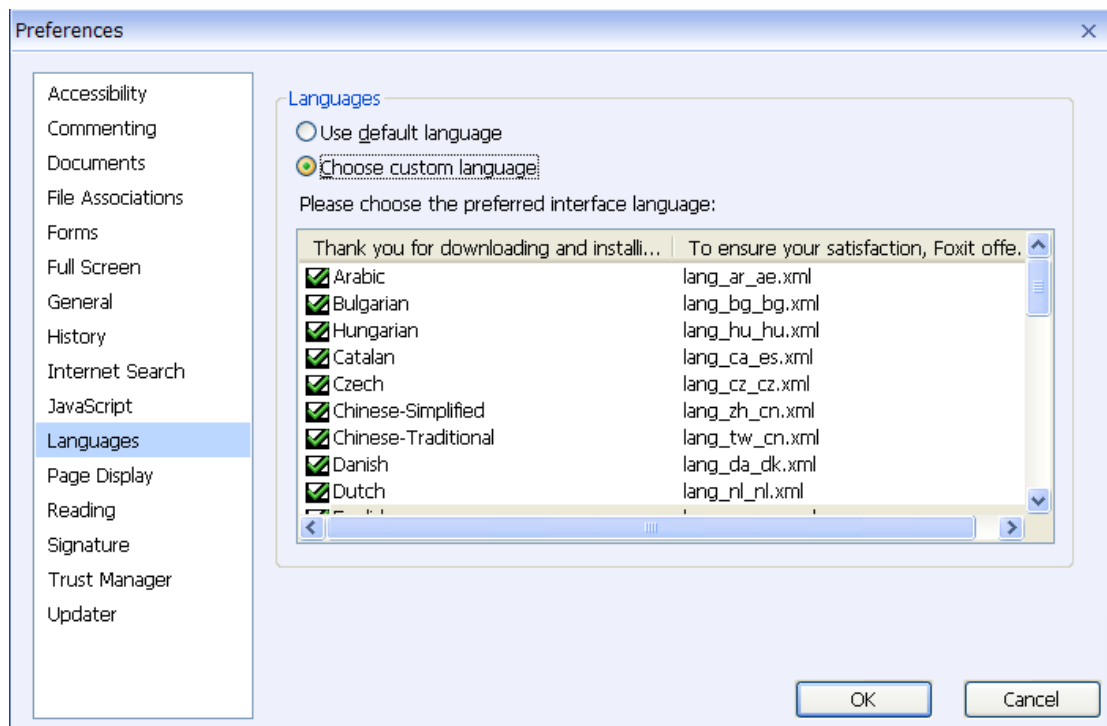 Preferences
Accessibility
Commenting
Documents
File Associations
Forms
Full Screen
General
History
Internet Search
JavaScript
Languages
Page Display
Reading
Signature
Trust Manager
Updater
Languages
Use default language
Choose custom language
Please choose the preferred interface language:
Thank you for downloading and installi... To ensure your satisfaction, Foxit offe.
Arabic lang_ar_ae.xml
Bulgarian lang_bg_bg.xml
Hungarian lang_hu_hu.xml
Catalan lang_ca_es.xml
Czech lang_cz_cz.xml
Chinese-Simplified lang_zh_cn.xml
Chinese-Traditional lang_tw_cn.xml
Danish lang_da_dk.xml
Dutch lang_nl_nl.xml
OK Cancel